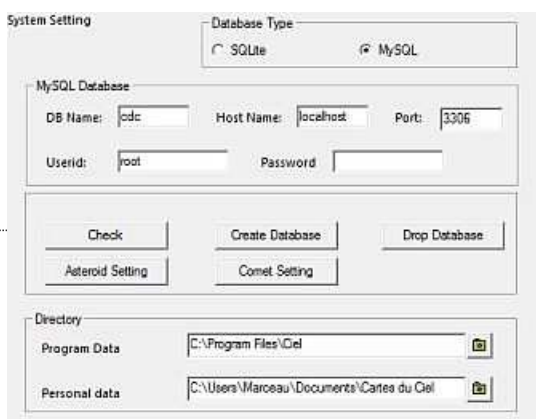 System Setting
Database Type
SQLite MySQL
MySQL Database
DB Name: cdc Host Name: localhost Port: 3306
Userid: root Password
Check Create Database Drop Database
Asteroid Setting Comet Setting
Directory
Program Data C:\Program Files\Ciel
Personal data C:\Users\Marceau\Documents\Cartes du Ciel